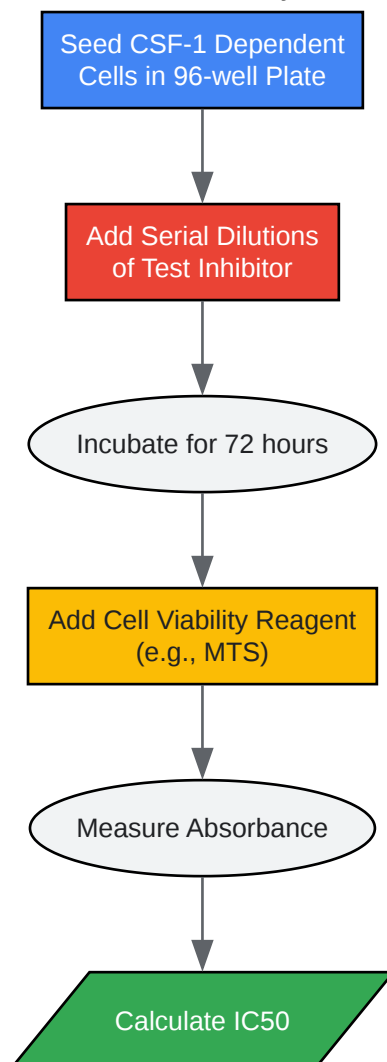 Seed CSF-1 Dependent
Cells in 96-well Plate
Add Serial Dilutions
of Test Inhibitor
Incubate for 72 hours
Add Cell Viability Reagent
(e.g., MTS)
Measure Absorbance
Calculate IC50